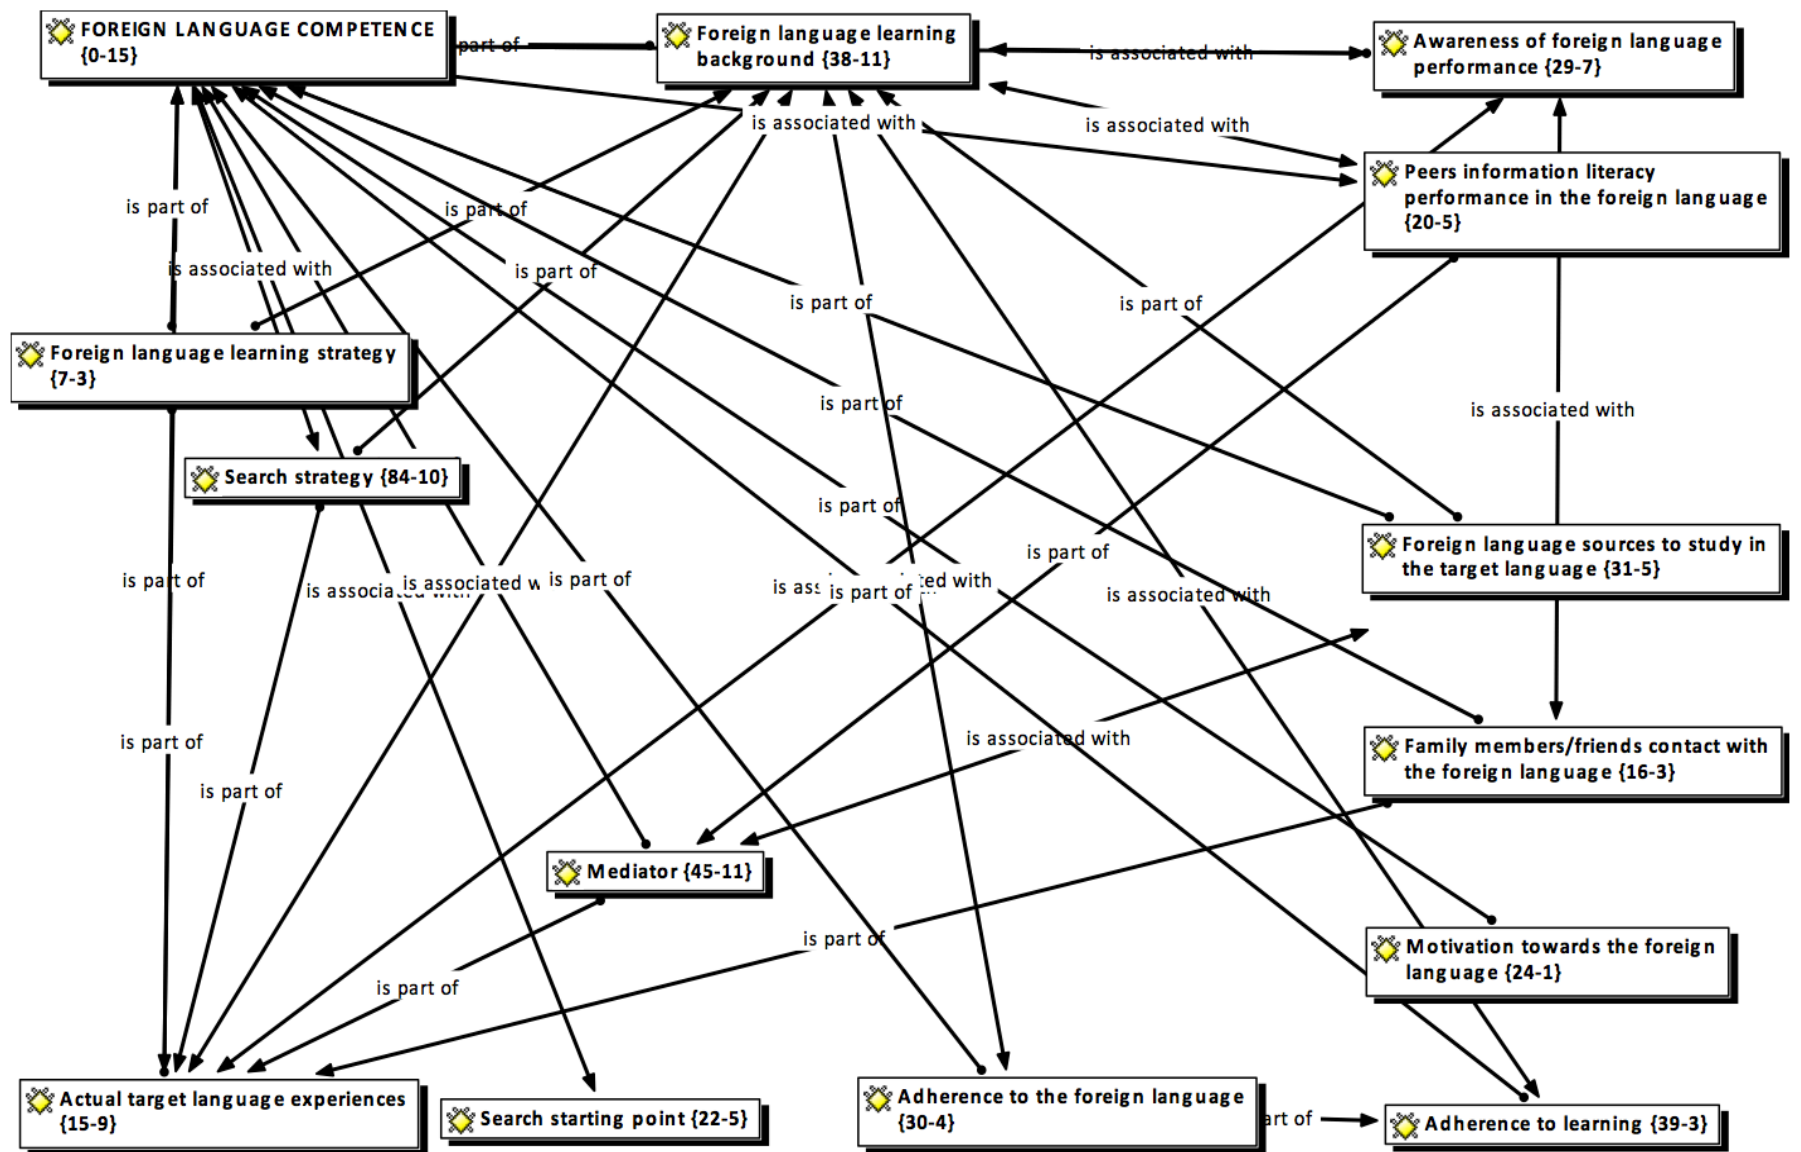 FOREIGN LANGUAGE COMPETENCE
{0-15}
part of
Foreign language learning
background {38-11}
is associated with
Awareness of foreign language
performance {29-7}
is associated with
is associated with
Peers information literacy
performance in the foreign language
{20-5}
is part of
is part of
is associated with
is part of
is part of
is part of
Foreign language learning strategy
{7-3}
is part of
is associated with
Search strategy {84-10}
is part of
Foreign language sources to study in
the target language {31-5}
is part of
is part of
is associated with
is part of
is part of
is associated with
is part of
is associated with
Family members/friends contact with
the foreign language {16-3}
is part of
Mediator {45-11}
is part of
Motivation towards the foreign
language {24-1}
is part of
Actual target language experiences
{15-9}
Search starting point {22-5}
Adherence to the foreign language
{30-4}
part of
Adherence to learning {39-3}